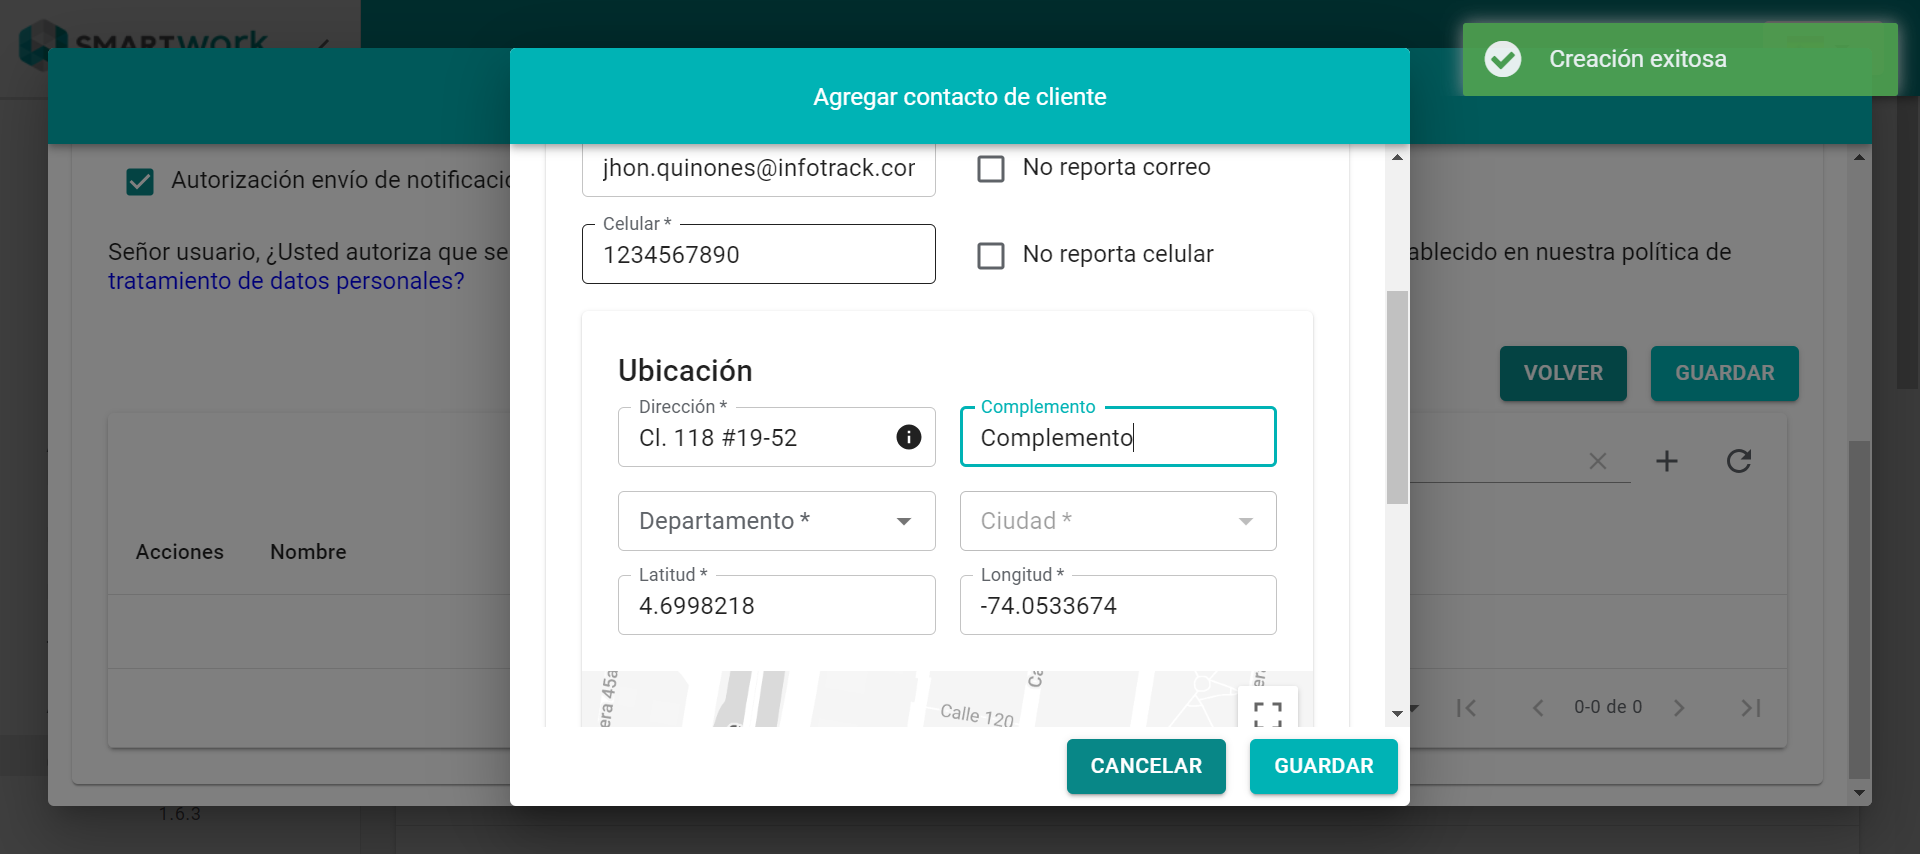 SMARTWORK
Creación exitosa
Agregar contacto de cliente
jhon.quinones@infotrack.cor
No reporta correo
Autorización envío de notificacio
Celular *
1234567890
No reporta celular
Señor usuario, ¿Usted autoriza que se
ablecido en nuestra política de
tratamiento de datos personales?
Ubicación
VOLVER
GUARDAR
Dirección *
Cl. 118 #19-52
Complemento
Complemento
Departamento *
Ciudad *
Acciones
Nombre
Latitud *
4.6998218
Longitud *
-74.0533674
era 45a
Calle 120
Ca
era
0-0 de 0
CANCELAR
GUARDAR
1.6.3